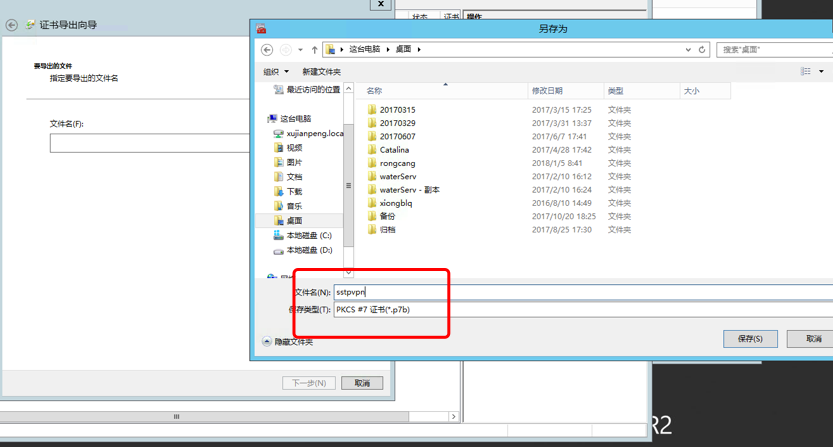 状态 证书 操作
证书导出向导
另存为
这台电脑 桌面
搜索"桌面"
组织 新建文件夹
要导出的文件
指定要导出的文件名
文件名(F):
最近访问的位置
这台电脑
xujianpeng.loca
视频
图片
文档
下载
音乐
桌面
本地磁盘 (C:)
本地磁盘 (D:)
名称 修改日期 类型 大小
20170315 2017/3/15 17:25 文件夹
20170329 2017/3/31 13:37 文件夹
20170607 2017/6/7 17:41 文件夹
Catalina 2017/4/28 17:42 文件夹
rongcang 2018/1/5 8:41 文件夹
waterServ 2017/2/10 16:12 文件夹
waterServ - 副本 2017/2/10 16:24 文件夹
xiongblq 2016/8/10 14:49 文件夹
备份 2017/10/20 18:25 文件夹
归档 2017/8/25 17:30 文件夹
文件名(N): sstpvpn
保存类型(T): PKCS #7 证书(*.p7b)
隐藏文件夹
保存(S) 取消
下一步(N) 取消
R2